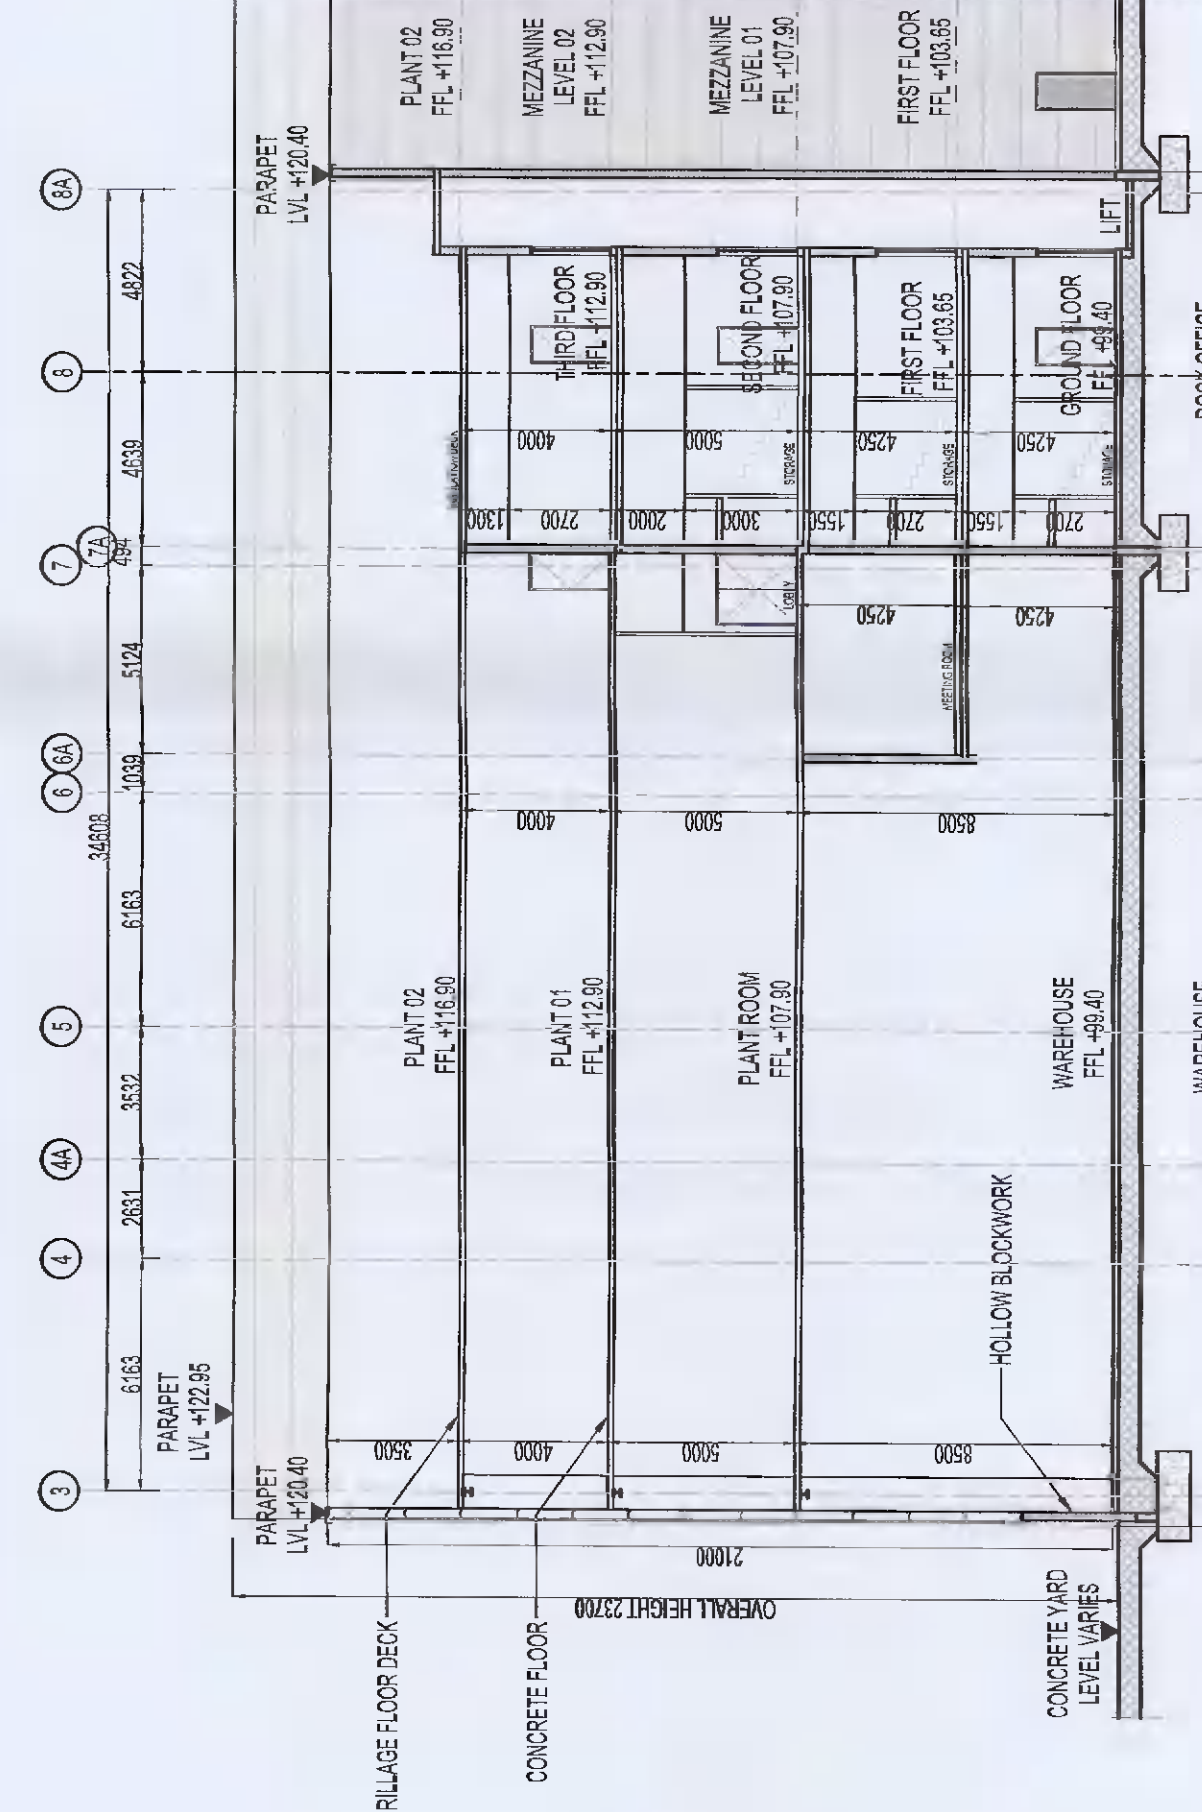 3
4
4A
5
6
6A
7
7A
8
8A
34608
6163
2631
3532
6163
1039
5124
494
4639
4822
PARAPET
LVL +122.95
PARAPET
LVL +120.40
PARAPET
LVL +120.40
RILLAGE FLOOR DECK
CONCRETE FLOOR
OVERALL HEIGHT 23700
21000
3500
4000
5000
8500
CONCRETE YARD
LEVEL VARIES
HOLLOW BLOCKWORK
PLANT 02
FFL +116.90
PLANT 01
FFL +112.90
PLANT ROOM
FFL +107.90
WAREHOUSE
FFL +99.40
4000
5000
8500
MEETING ROOM
LOBBY
4250
4250
1300
2700
2000
3000
1550
2700
1550
2700
4000
5000
4250
4250
STORAGE
STORAGE
STORAGE
THIRD FLOOR
FFL +112.90
SECOND FLOOR
FFL +107.90
FIRST FLOOR
FFL +103.65
GROUND FLOOR
FFL +99.40
LIFT
PLANT 02
FFL +116.90
MEZZANINE
LEVEL 02
FFL +112.90
MEZZANINE
LEVEL 01
FFL +107.90
FIRST FLOOR
FFL +103.65
WAREHOUSE